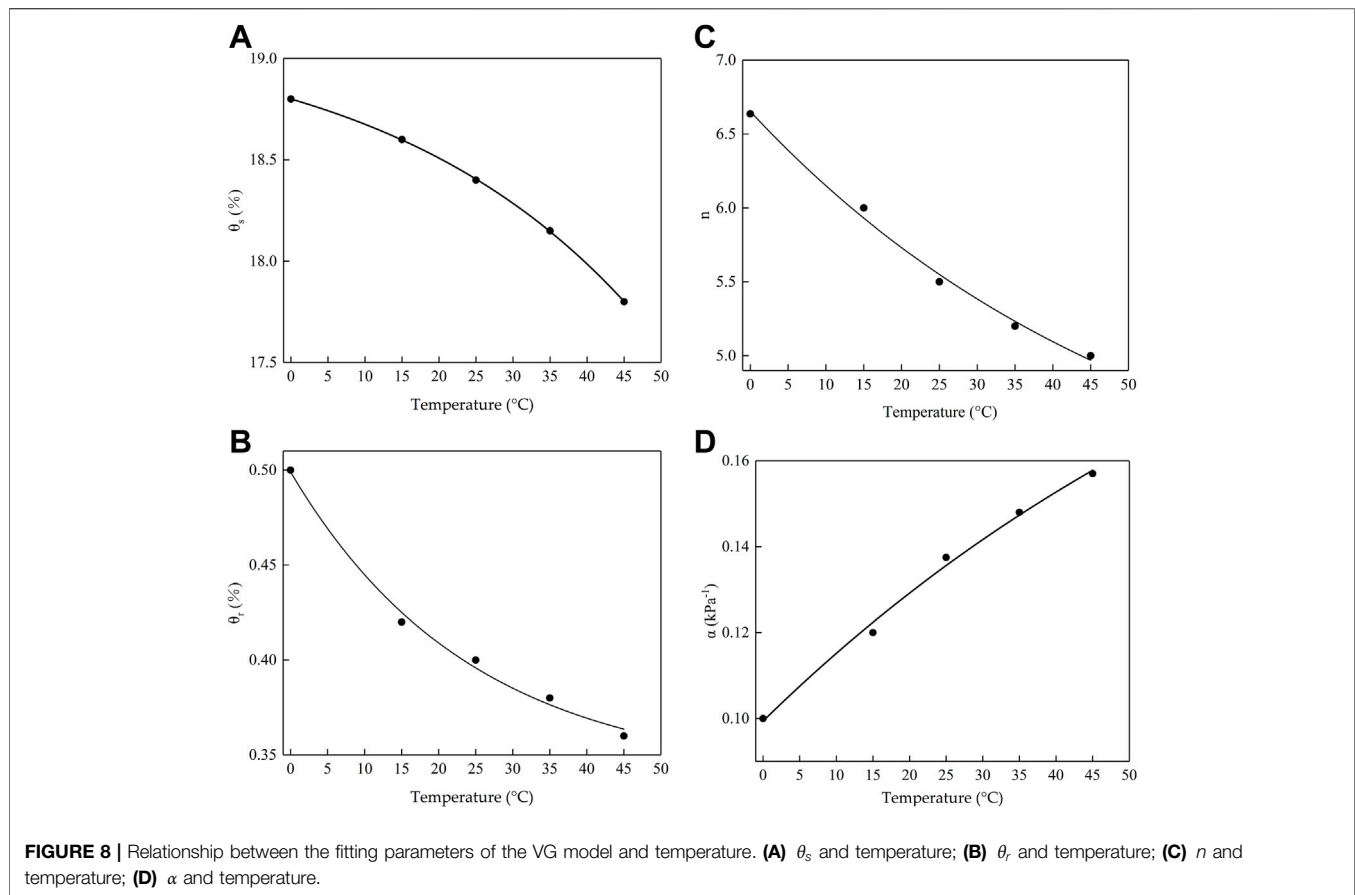 A
19.0
18.5
18.0
17.5
θs (%)
0 5 10 15 20 25 30 35 40 45 50
Temperature (°C)
C
7.0
6.5
6.0
5.5
5.0
n
0 5 10 15 20 25 30 35 40 45 50
Temperature (°C)
B
0.50
0.45
0.40
0.35
θr (%)
0 5 10 15 20 25 30 35 40 45 50
Temperature (°C)
D
0.16
0.14
0.12
0.10
α (kPa-1)
0 5 10 15 20 25 30 35 40 45 50
Temperature (°C)
FIGURE 8 | Relationship between the fitting parameters of the VG model and temperature. (A) θs and temperature; (B) θr and temperature; (C) n and
temperature; (D) α and temperature.